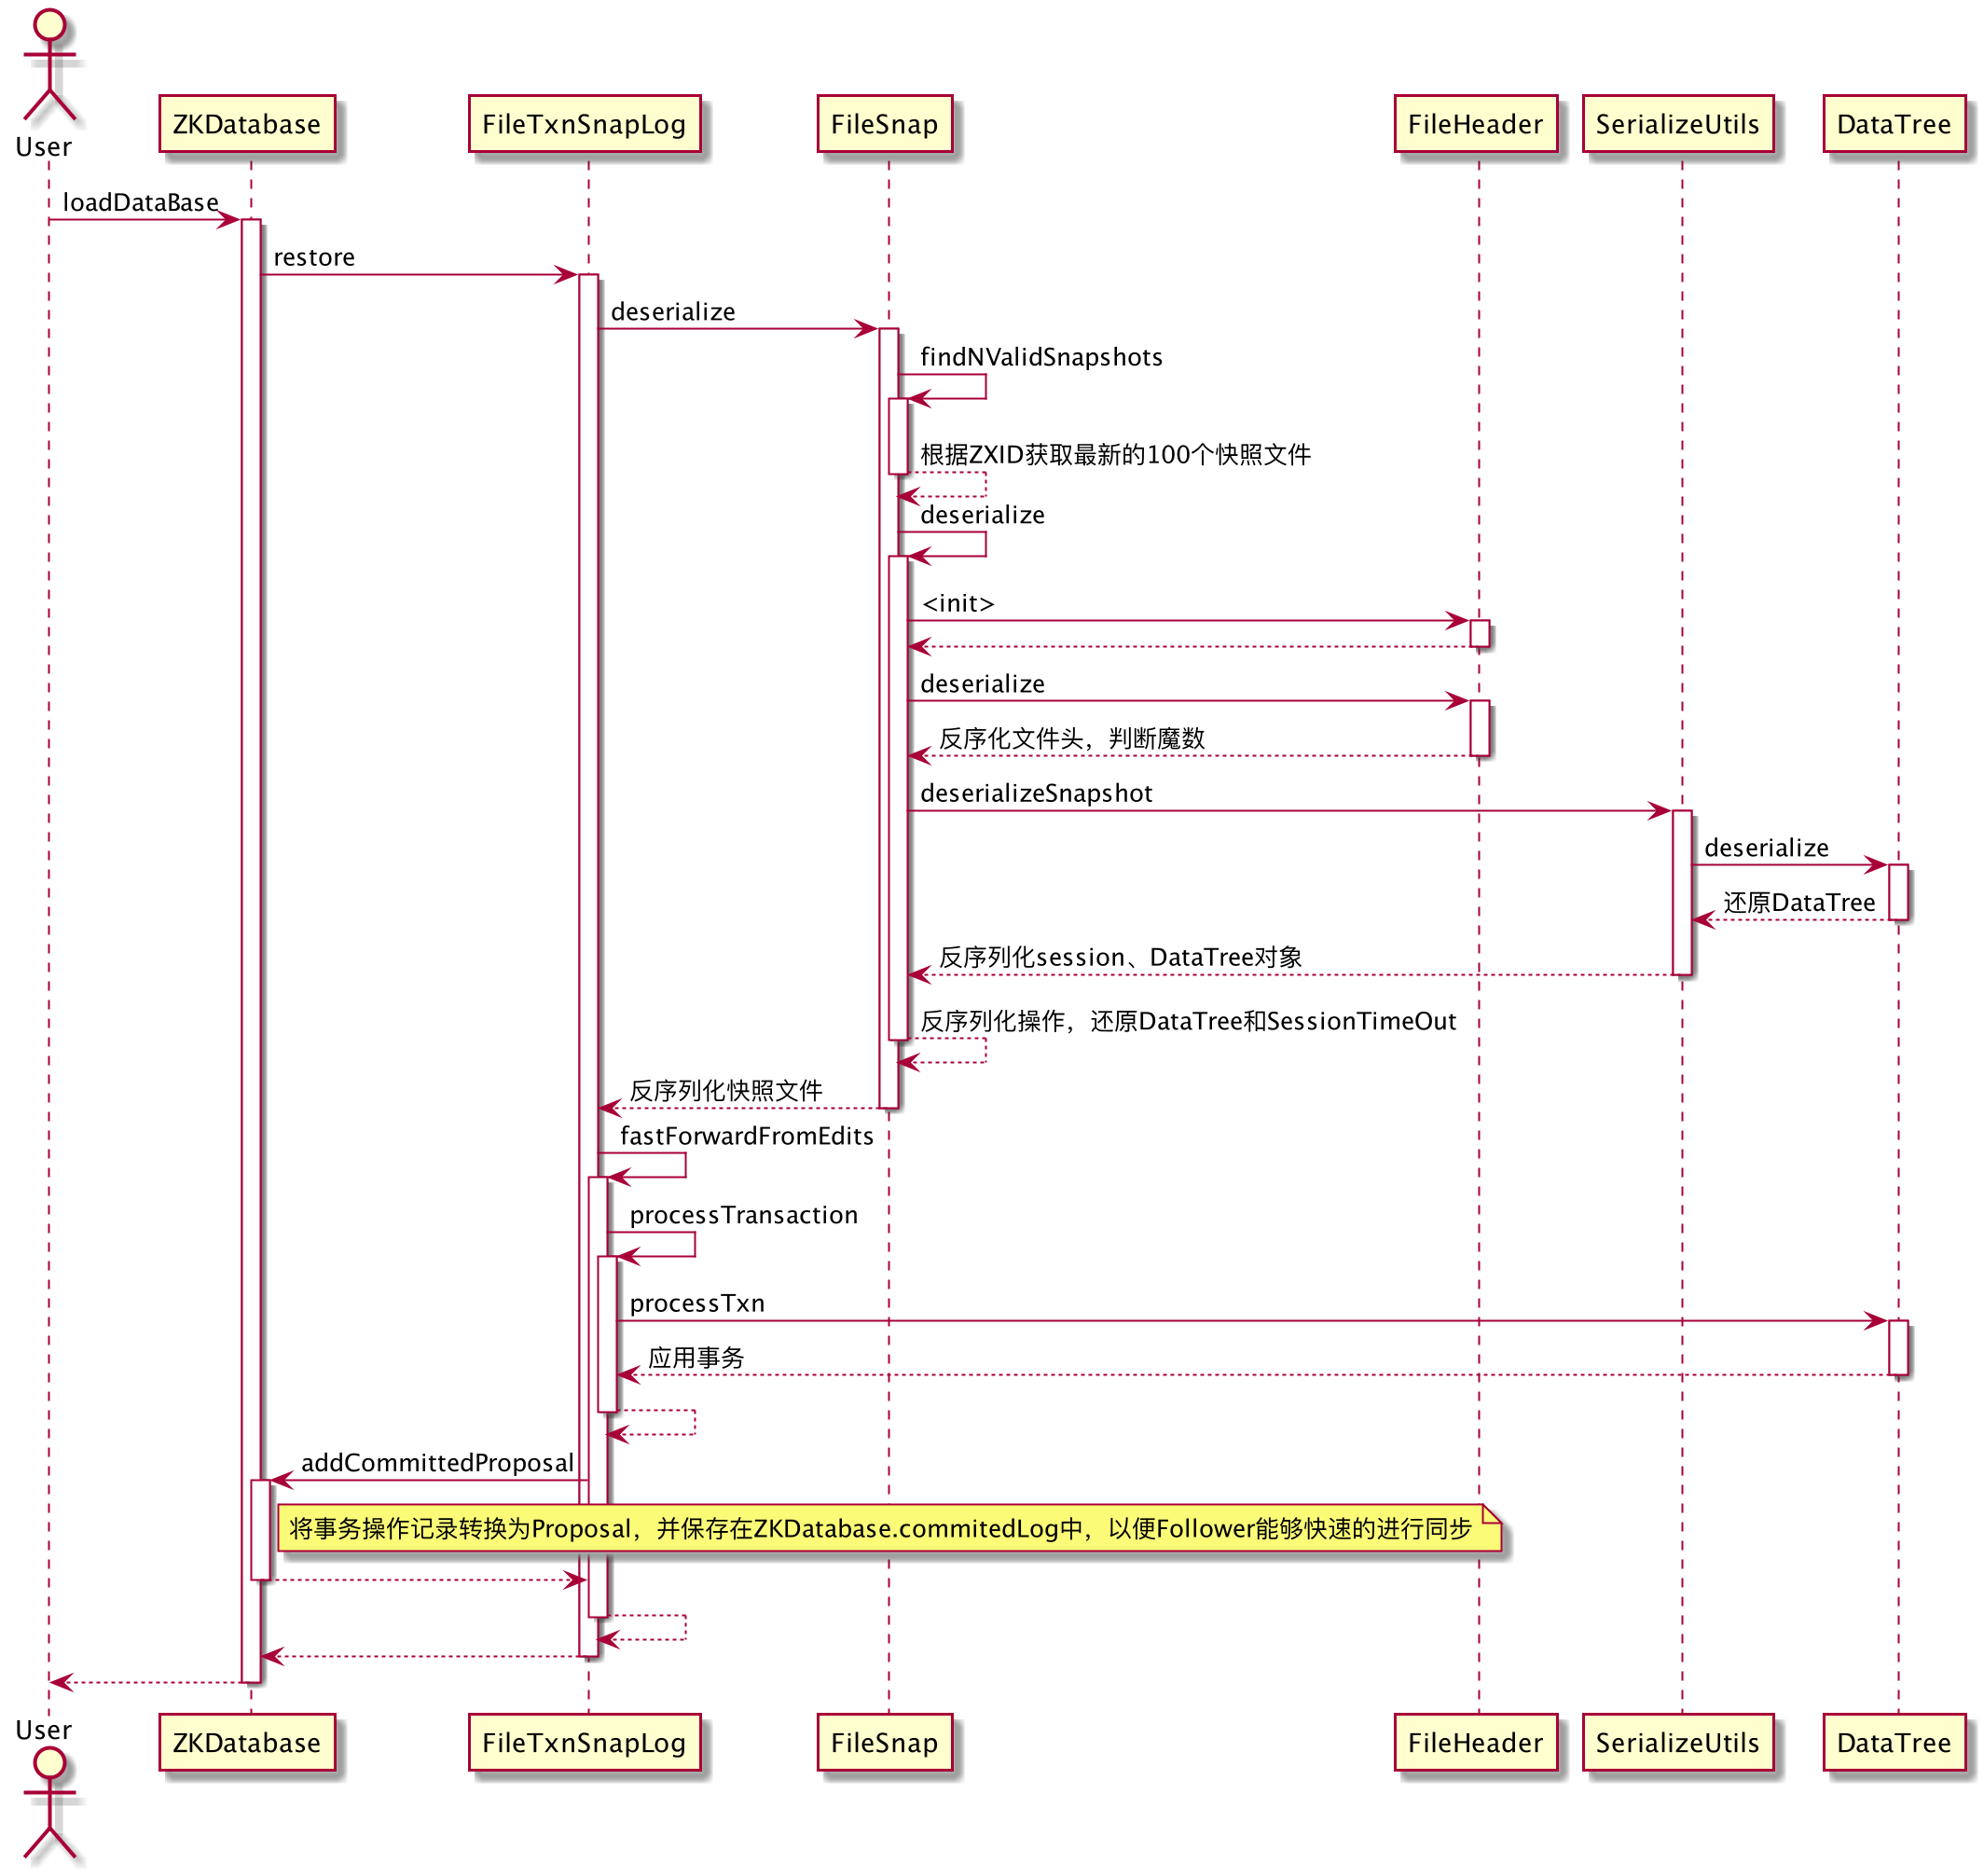 User
ZKDatabase
FileTxnSnapLog
FileSnap
FileHeader
SerializeUtils
DataTree
loadDataBase
restore
deserialize
findNValidSnapshots
根据ZXID获取最新的100个快照文件
deserialize
<init>
deserialize
反序化文件头，判断魔数
deserializeSnapshot
deserialize
还原DataTree
反序列化session、DataTree对象
反序列化操作，还原DataTree和SessionTimeOut
反序列化快照文件
fastForwardFromEdits
processTransaction
processTxn
应用事务
addCommittedProposal
将事务操作记录转换为Proposal，并保存在ZKDatabase.commitedLog中，以便Follower能够快速的进行同步
User
ZKDatabase
FileTxnSnapLog
FileSnap
FileHeader
SerializeUtils
DataTree